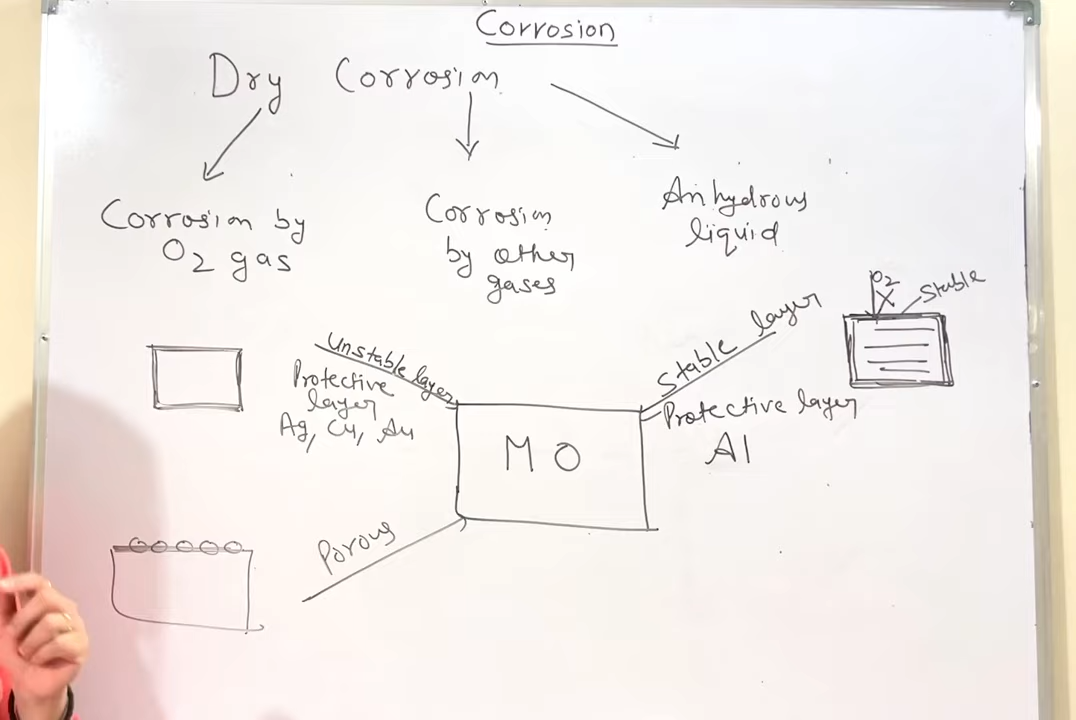 Corrosion
Dry Corrosion
Corrosion by
O2 gas
Corrosion
by other
gases
Anhydrous
liquid
Unstable layer
Protective
layer
Ag, Cu, Au
Stable layer
Protective layer
Al
O2
X
Stable
MO
Porous